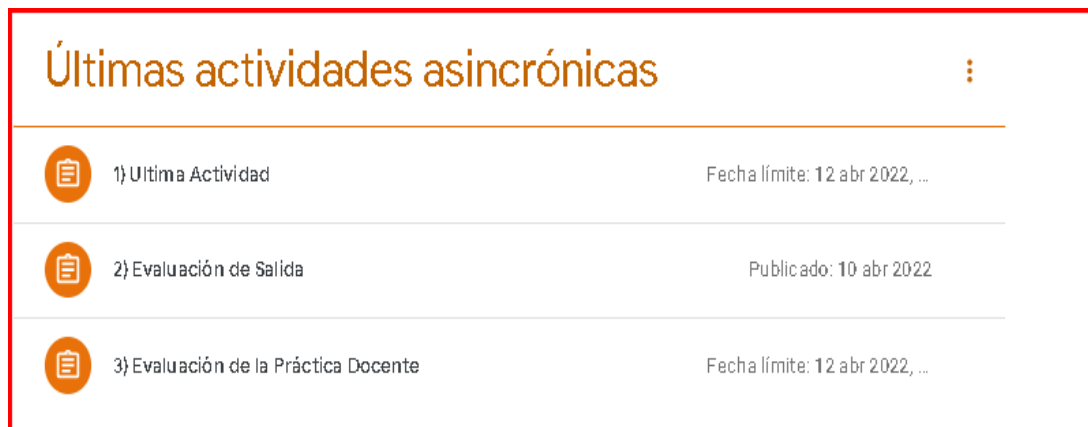 Últimas actividades asincrónicas
1) Ultima Actividad Fecha límite: 12 abr 2022, ...
2) Evaluación de Salida Publicado: 10 abr 2022
3) Evaluación de la Práctica Docente Fecha límite: 12 abr 2022, ...